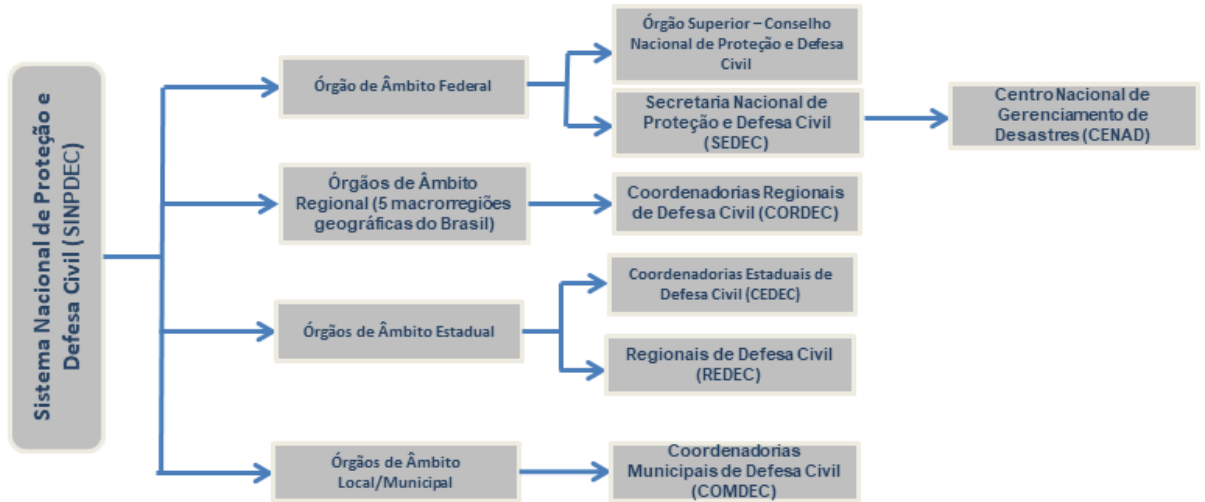 Sistema Nacional de Proteção e
Defesa Civil (SINPDEC)
Órgão de Âmbito Federal
Órgão Superior – Conselho
Nacional de Proteção e Defesa
Civil
Secretaria Nacional de
Proteção e Defesa Civil
(SEDEC)
Centro Nacional de
Gerenciamento de
Desastres (CENAD)
Órgãos de Âmbito
Regional (5 macrorregiões
geográficas do Brasil)
Coordenadorias Regionais
de Defesa Civil (CORDEC)
Órgãos de Âmbito Estadual
Coordenadorias Estaduais de
Defesa Civil (CEDEC)
Regionais de Defesa Civil
(REDEC)
Órgãos de Âmbito
Local/Municipal
Coordenadorias
Municipais de Defesa Civil
(COMDEC)